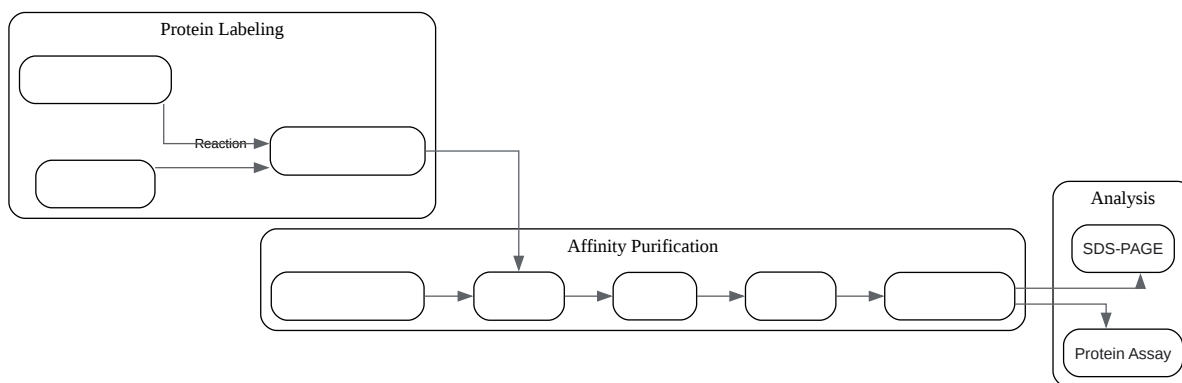 Protein Labeling
Reaction
Affinity Purification
Analysis
SDS-PAGE
Protein Assay